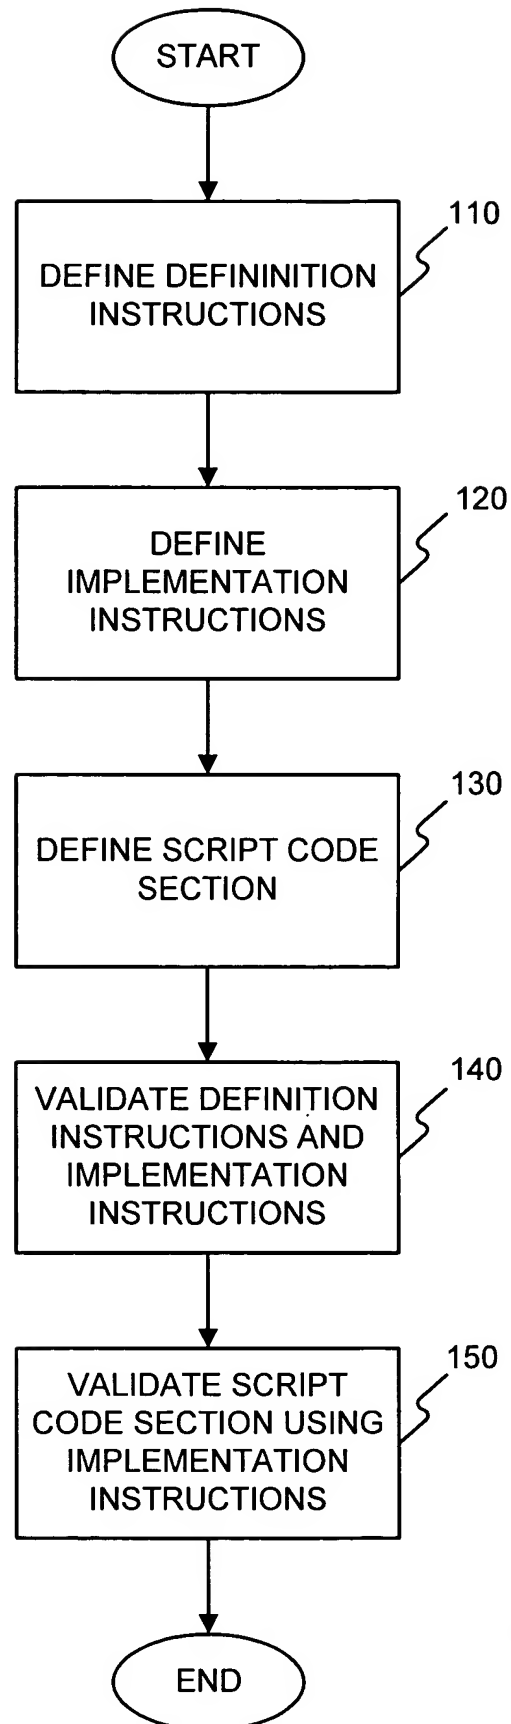 START
110
DEFINE DEFININITION
INSTRUCTIONS
120
DEFINE
IMPLEMENTATION
INSTRUCTIONS
130
DEFINE SCRIPT CODE
SECTION
140
VALIDATE DEFINITION
INSTRUCTIONS AND
IMPLEMENTATION
INSTRUCTIONS
150
VALIDATE SCRIPT
CODE SECTION USING
IMPLEMENTATION
INSTRUCTIONS
END